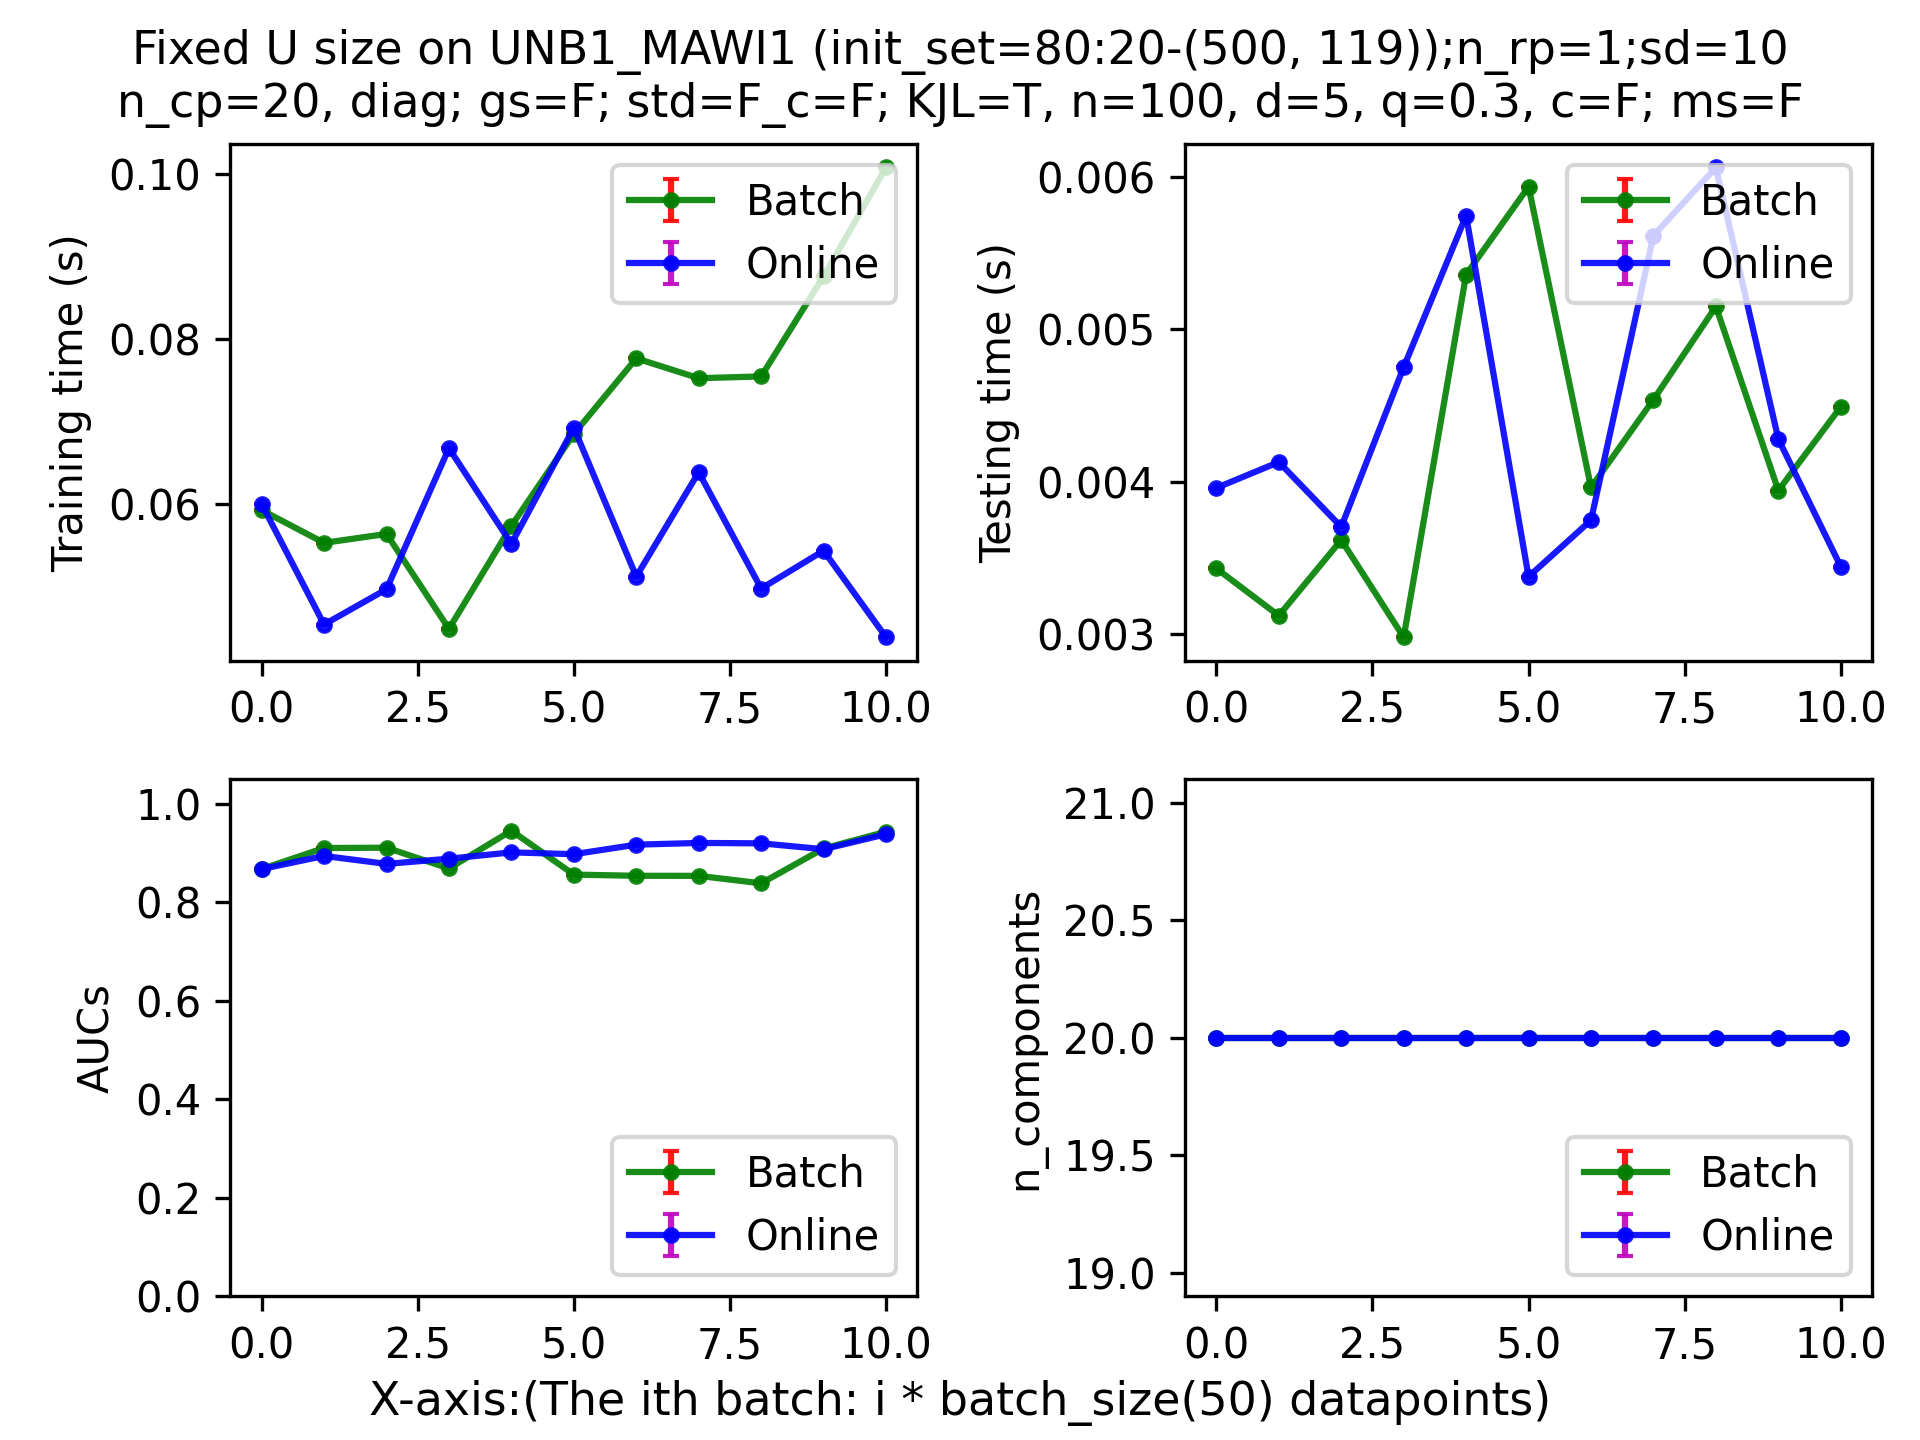 Fixed U size on UNB1_MAWI1 (init_set=80:20-(500, 119));n_rp=1;sd=10
n_cp=20, diag; gs=F; std=F_c=F; KJL=T, n=100, d=5, q=0.3, c=F; ms=F
Training time (s)
0.10
0.08
0.06
0.0 2.5 5.0 7.5 10.0
Batch
Online
Testing time (s)
0.006
0.005
0.004
0.003
0.0 2.5 5.0 7.5 10.0
Batch
Online
AUCs
1.0
0.8
0.6
0.4
0.2
0.0
0.0 2.5 5.0 7.5 10.0
Batch
Online
n_components
21.0
20.5
20.0
19.5
19.0
0.0 2.5 5.0 7.5 10.0
Batch
Online
X-axis:(The ith batch: i * batch_size(50) datapoints)